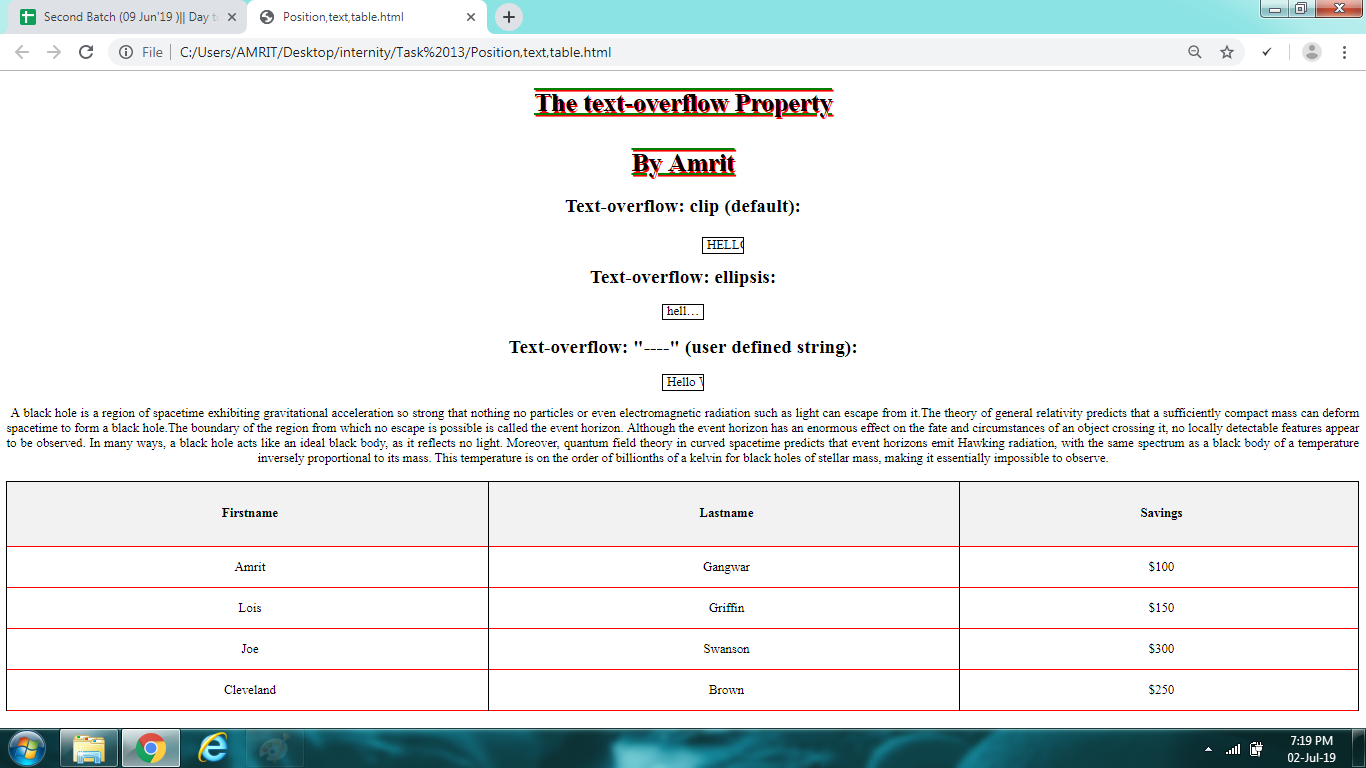 Second Batch (09 Jun'19 )|| Day t
Position,text,table.html
File
C:/Users/AMRIT/Desktop/internity/Task%2013/Position,text,table.html
The text-overflow Property
By Amrit
Text-overflow: clip (default):
HELLO
Text-overflow: ellipsis:
hell…
Text-overflow: "----" (user defined string):
Hello
A black hole is a region of spacetime exhibiting gravitational acceleration so strong that nothing no particles or even electromagnetic radiation such as light can escape from it.The theory of general relativity predicts that a sufficiently compact mass can deform
spacetime to form a black hole.The boundary of the region from which no escape is possible is called the event horizon. Although the event horizon has an enormous effect on the fate and circumstances of an object crossing it, no locally detectable features appear
to be observed. In many ways, a black hole acts like an ideal black body, as it reflects no light. Moreover, quantum field theory in curved spacetime predicts that event horizons emit Hawking radiation, with the same spectrum as a black body of a temperature
inversely proportional to its mass. This temperature is on the order of billionths of a kelvin for black holes of stellar mass, making it essentially impossible to observe.
Firstname Lastname Savings
Amrit Gangwar $100
Lois Griffin $150
Joe Swanson $300
Cleveland Brown $250
7:19 PM
02-Jul-19